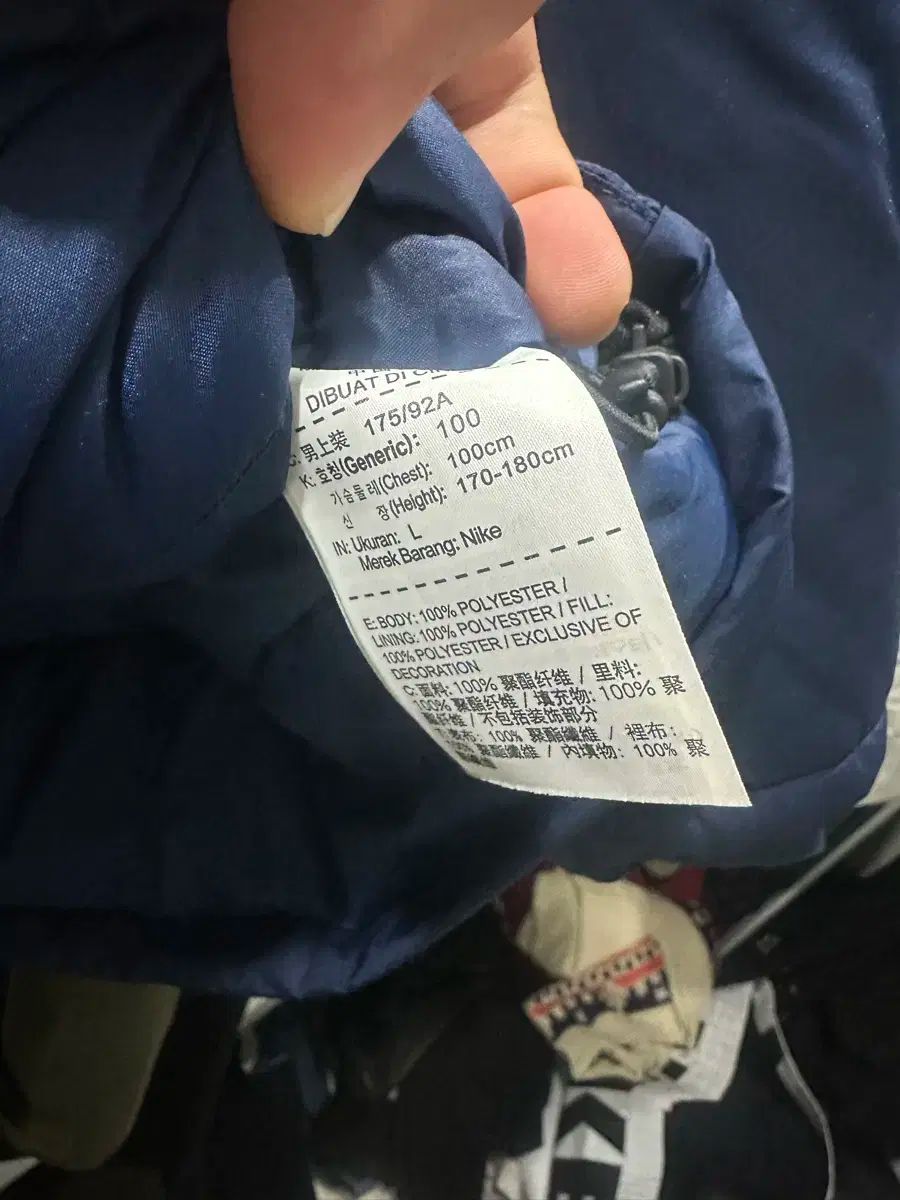 DIBUAT DI
男上装 175/92A
K: 호칭(Generic): 100
가슴둘레(Chest): 100cm
신 장(Height): 170-180cm
IN: Ukuran: L
Merek Barang: Nike
E: BODY: 100% POLYESTER /
LINING: 100% POLYESTER / FILL:
100% POLYESTER / EXCLUSIVE OF
DECORATION
C: 面料: 100% 聚酯纤维 / 里料:
100% 聚酯纤维 / 填充物: 100% 聚
酯纤维 / 不包括装饰部分
表布: 100% 聚酯纖維 / 裡布:
聚酯纖維 / 內填物: 100% 聚